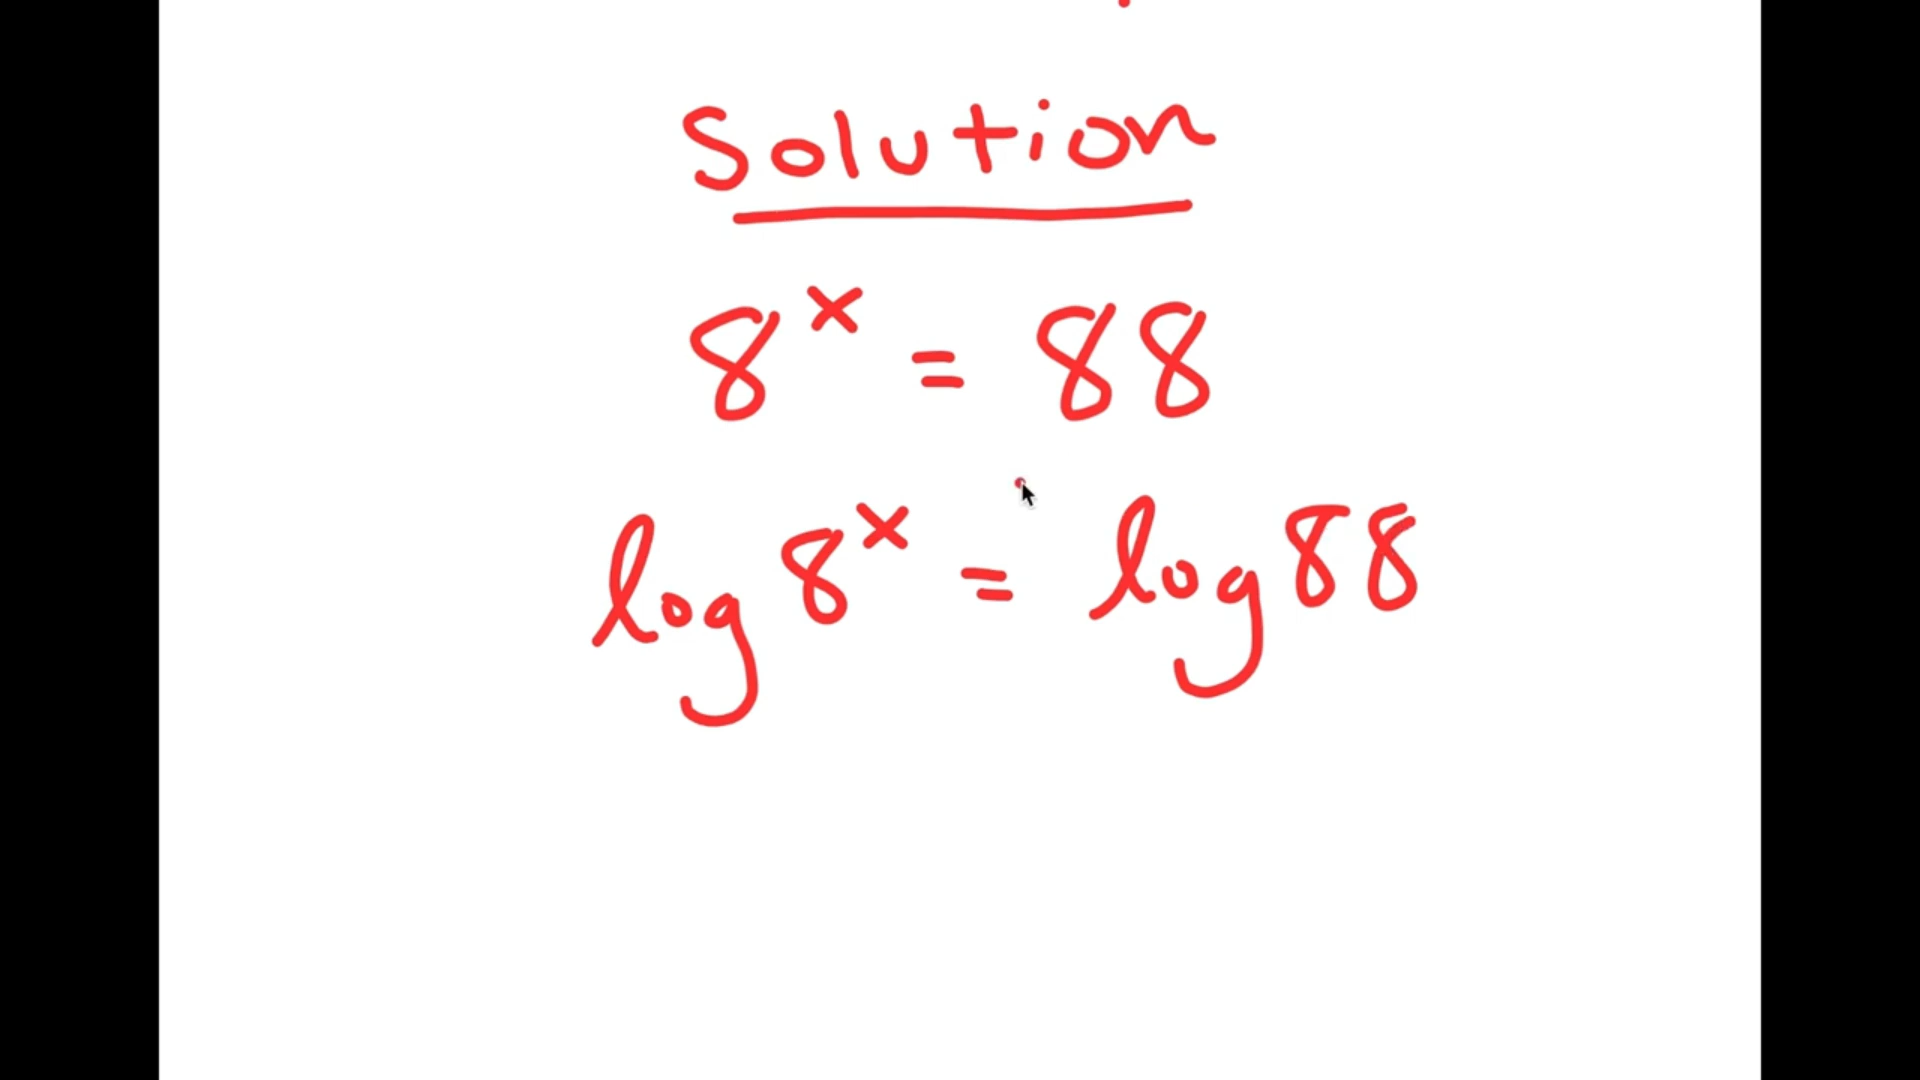 Solution
8^x = 88
log 8^x = log 88